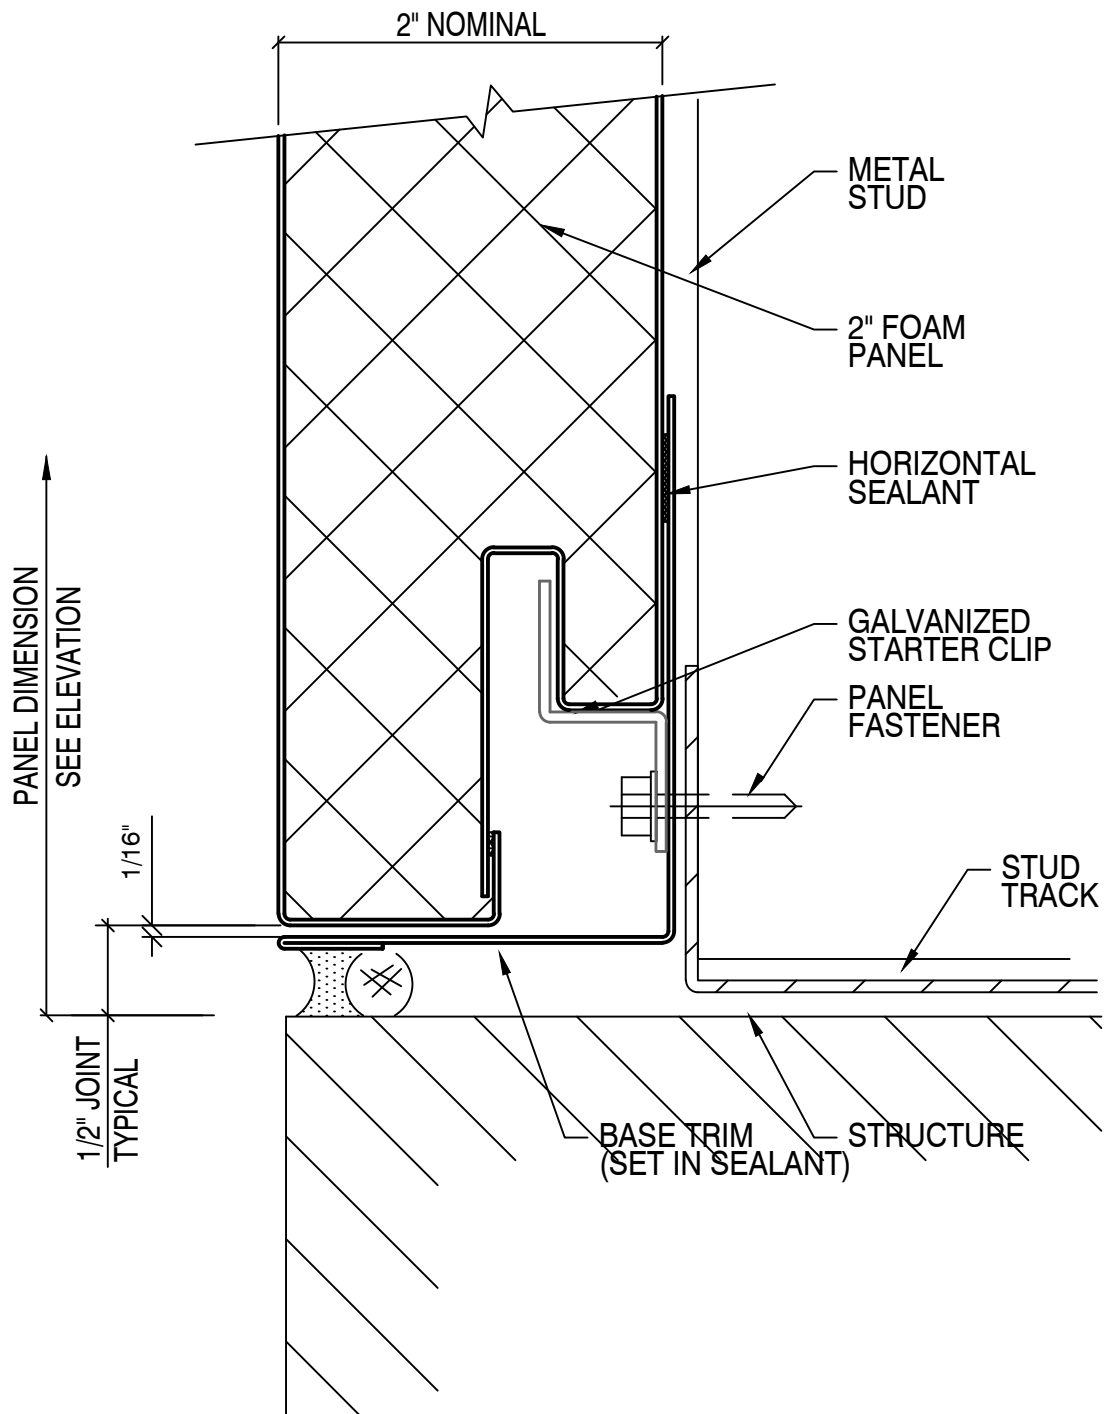 2" NOMINAL
METAL
STUD
2" FOAM
PANEL
HORIZONTAL
SEALANT
GALVANIZED
STARTER CLIP
PANEL
FASTENER
PANEL DIMENSION
SEE ELEVATION
1/16"
STUD
TRACK
1/2" JOINT
TYPICAL
BASE TRIM
(SET IN SEALANT)
STRUCTURE